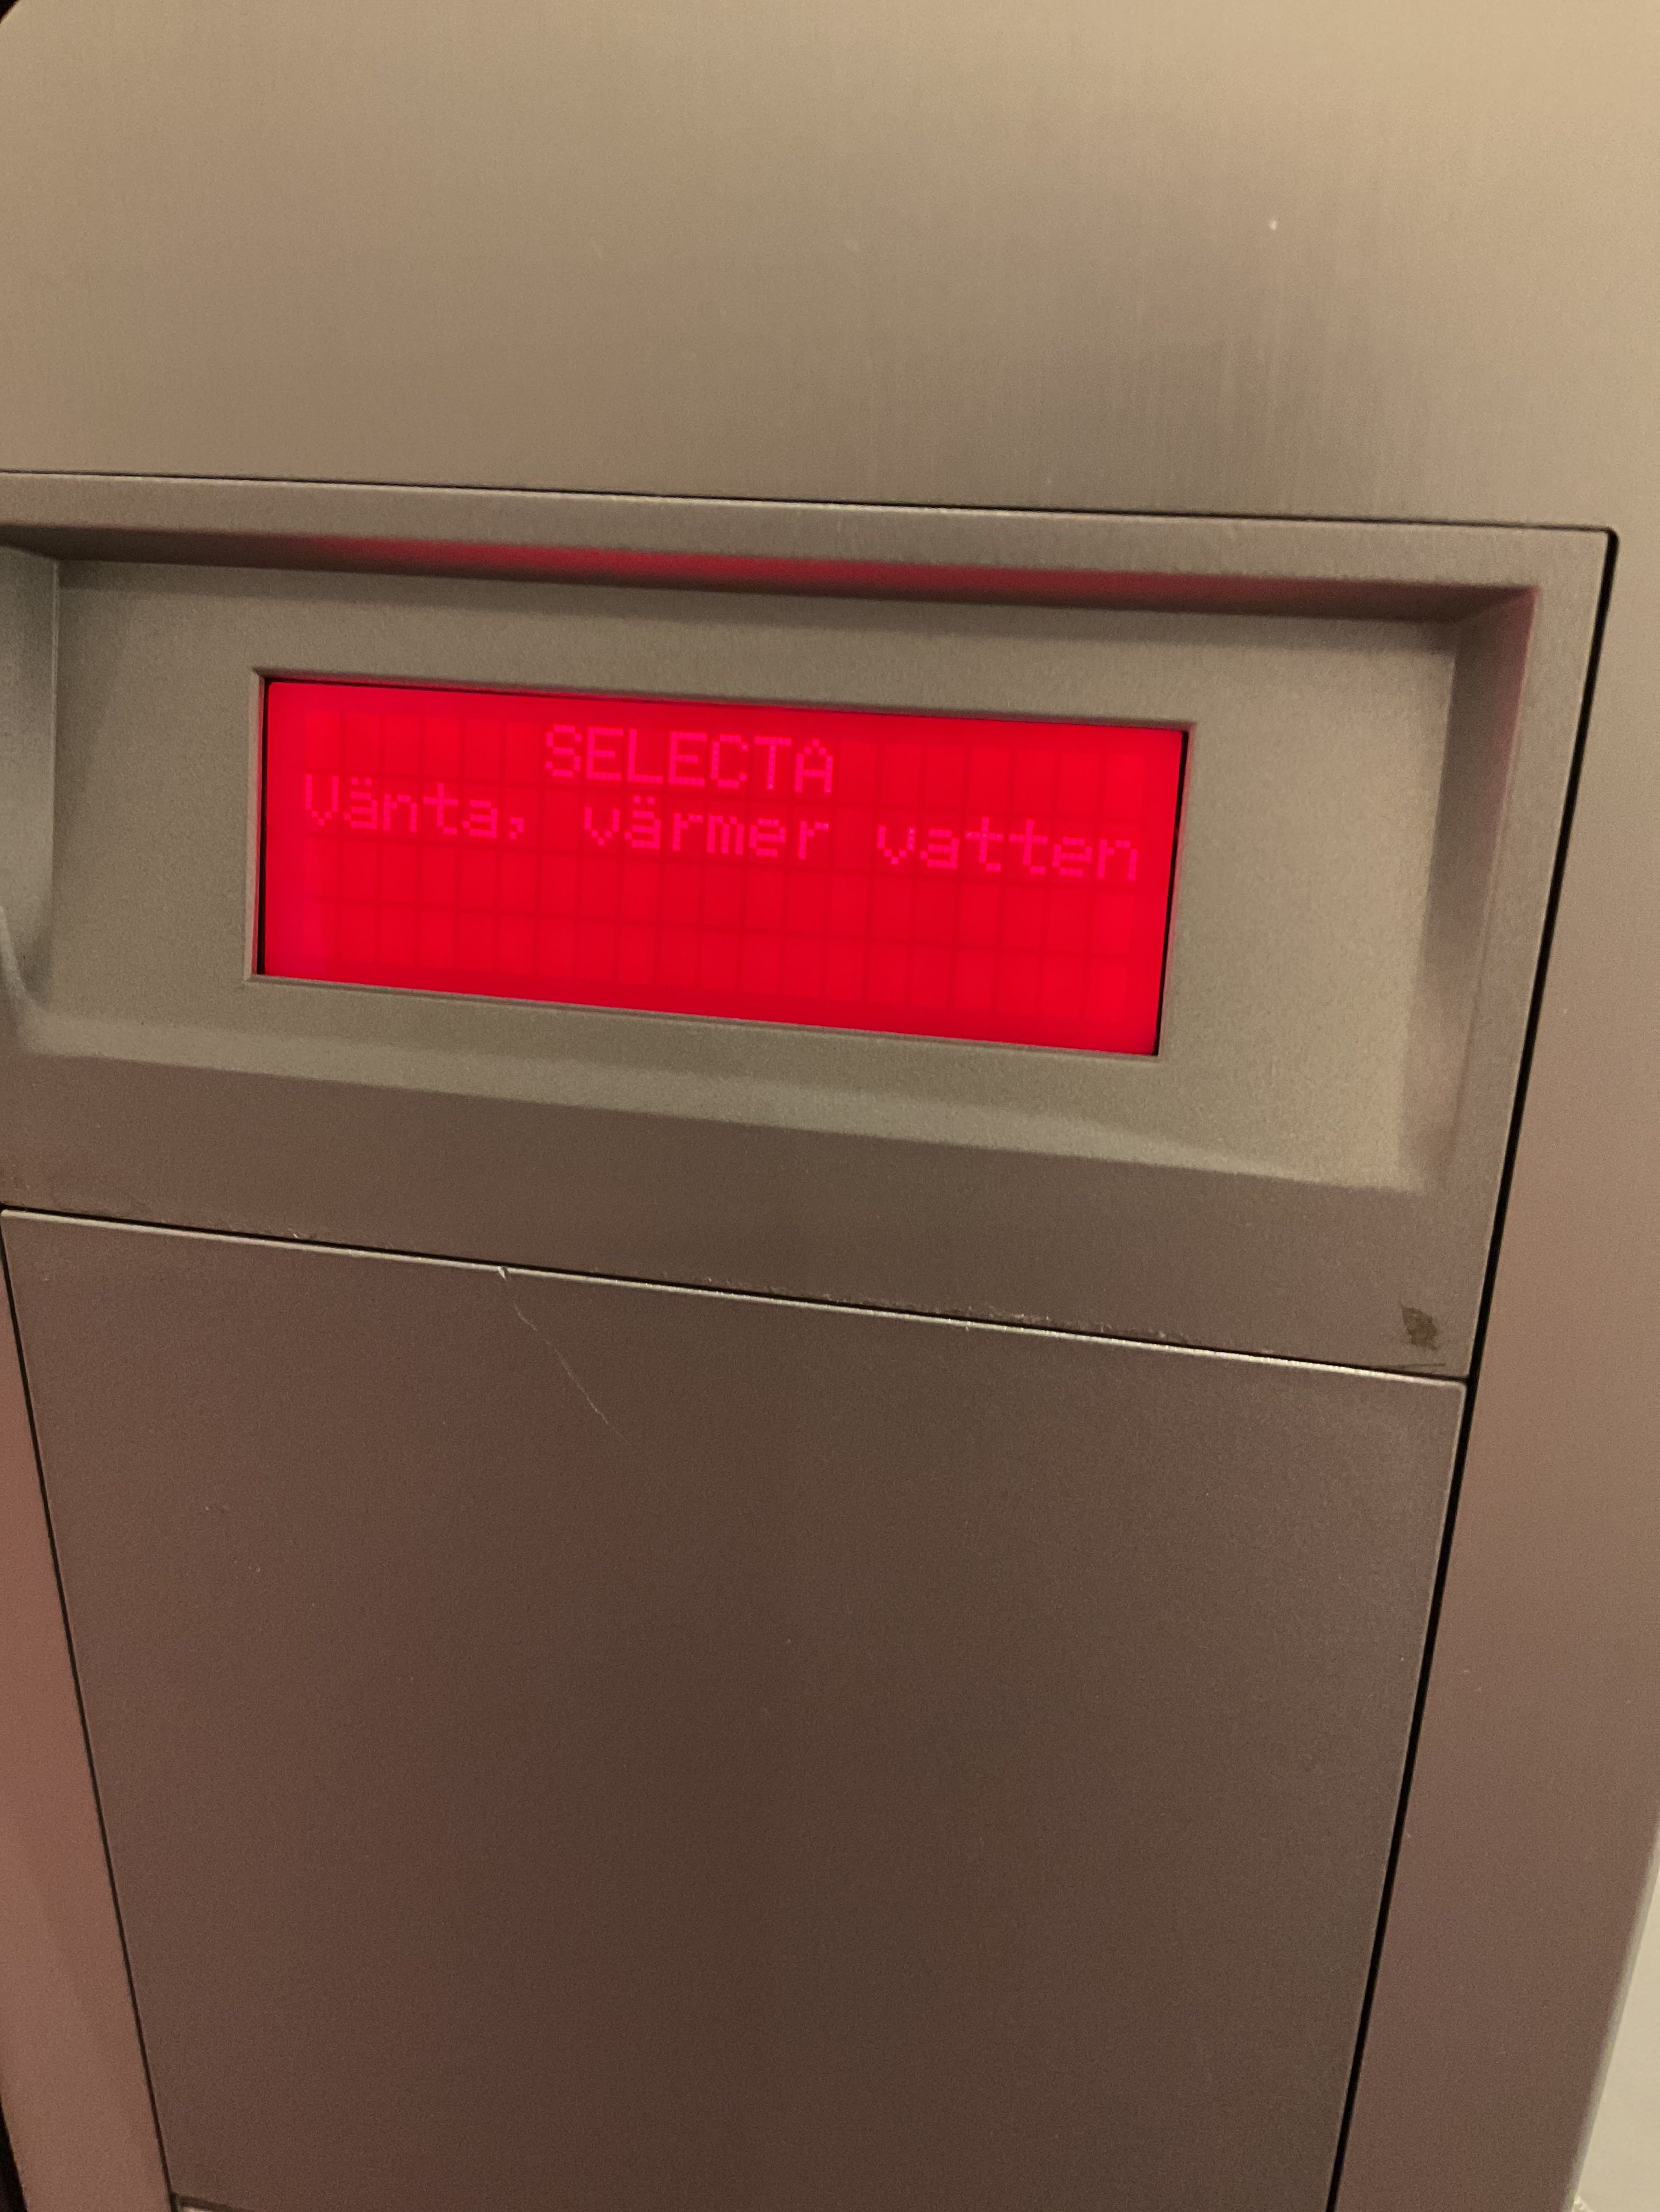 SELECTA
Vänta, värmer vatten